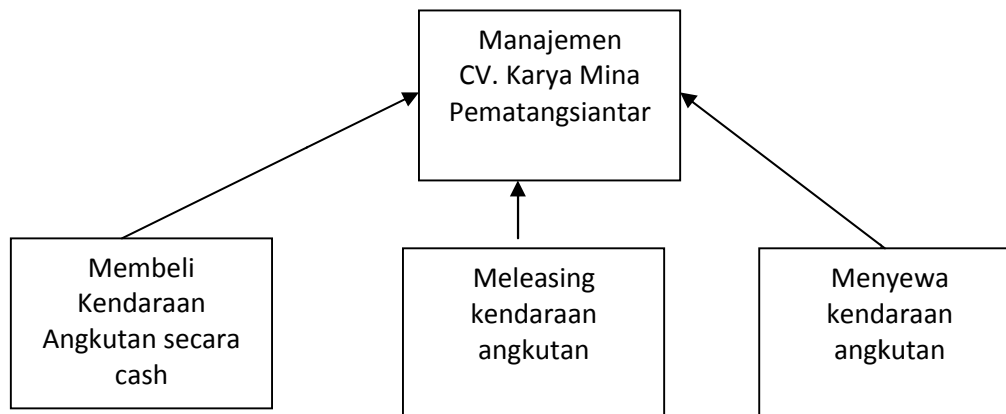 Manajemen
CV. Karya Mina
Pematangsiantar
Membeli
Kendaraan
Angkutan secara
cash
Meleasing
kendaraan
angkutan
Menyewa
kendaraan
angkutan